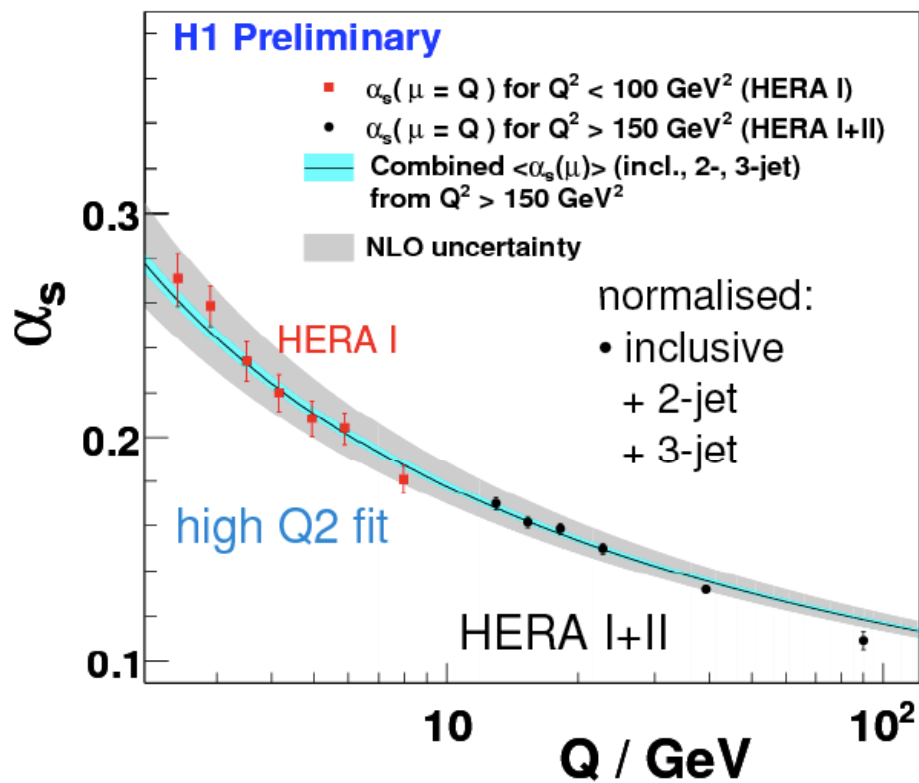 H1 Preliminary
αs( μ = Q ) for Q² < 100 GeV² (HERA I)
αs( μ = Q ) for Q² > 150 GeV² (HERA I+II)
Combined <αs(μ)> (incl., 2-, 3-jet)
from Q² > 150 GeV²
NLO uncertainty
0.3
0.2
0.1
αs
normalised:
• inclusive
+ 2-jet
+ 3-jet
HERA I
high Q2 fit
HERA I+II
10
10²
Q / GeV